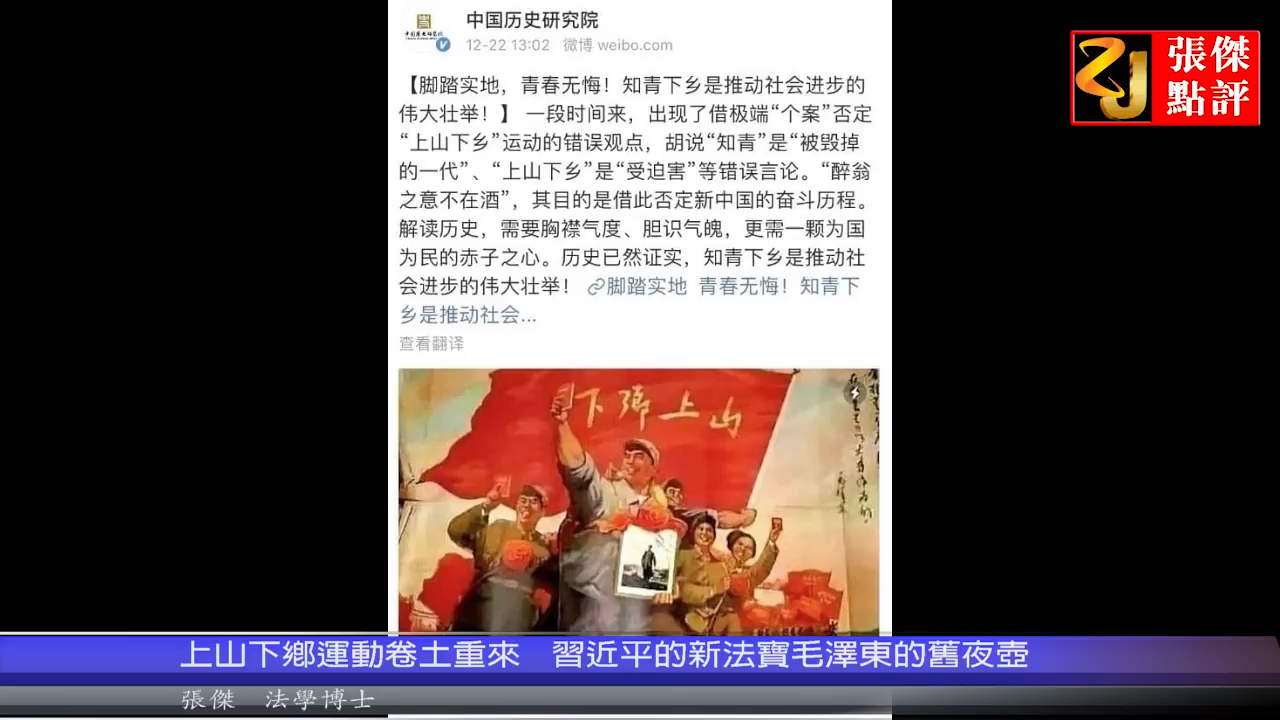 中国历史研究院
12-22 13:02 微博 weibo.com
張傑
點評
【脚踏实地，青春无悔！知青下乡是推动社会进步的
伟大壮举！】 一段时间来，出现了借极端“个案”否定
“上山下乡”运动的错误观点，胡说“知青”是“被毁掉
的一代”、“上山下乡”是“受迫害”等错误言论。“醉翁
之意不在酒”，其目的是借此否定新中国的奋斗历程。
解读历史，需要胸襟气度、胆识气魄，更需一颗为国
为民的赤子之心。历史已然证实，知青下乡是推动社
会进步的伟大壮举！ 脚踏实地 青春无悔！知青下
乡是推动社会...
查看翻译
下鄉上山
上山下鄉運動卷土重來 習近平的新法寶毛澤東的舊夜壺
張傑 法學博士